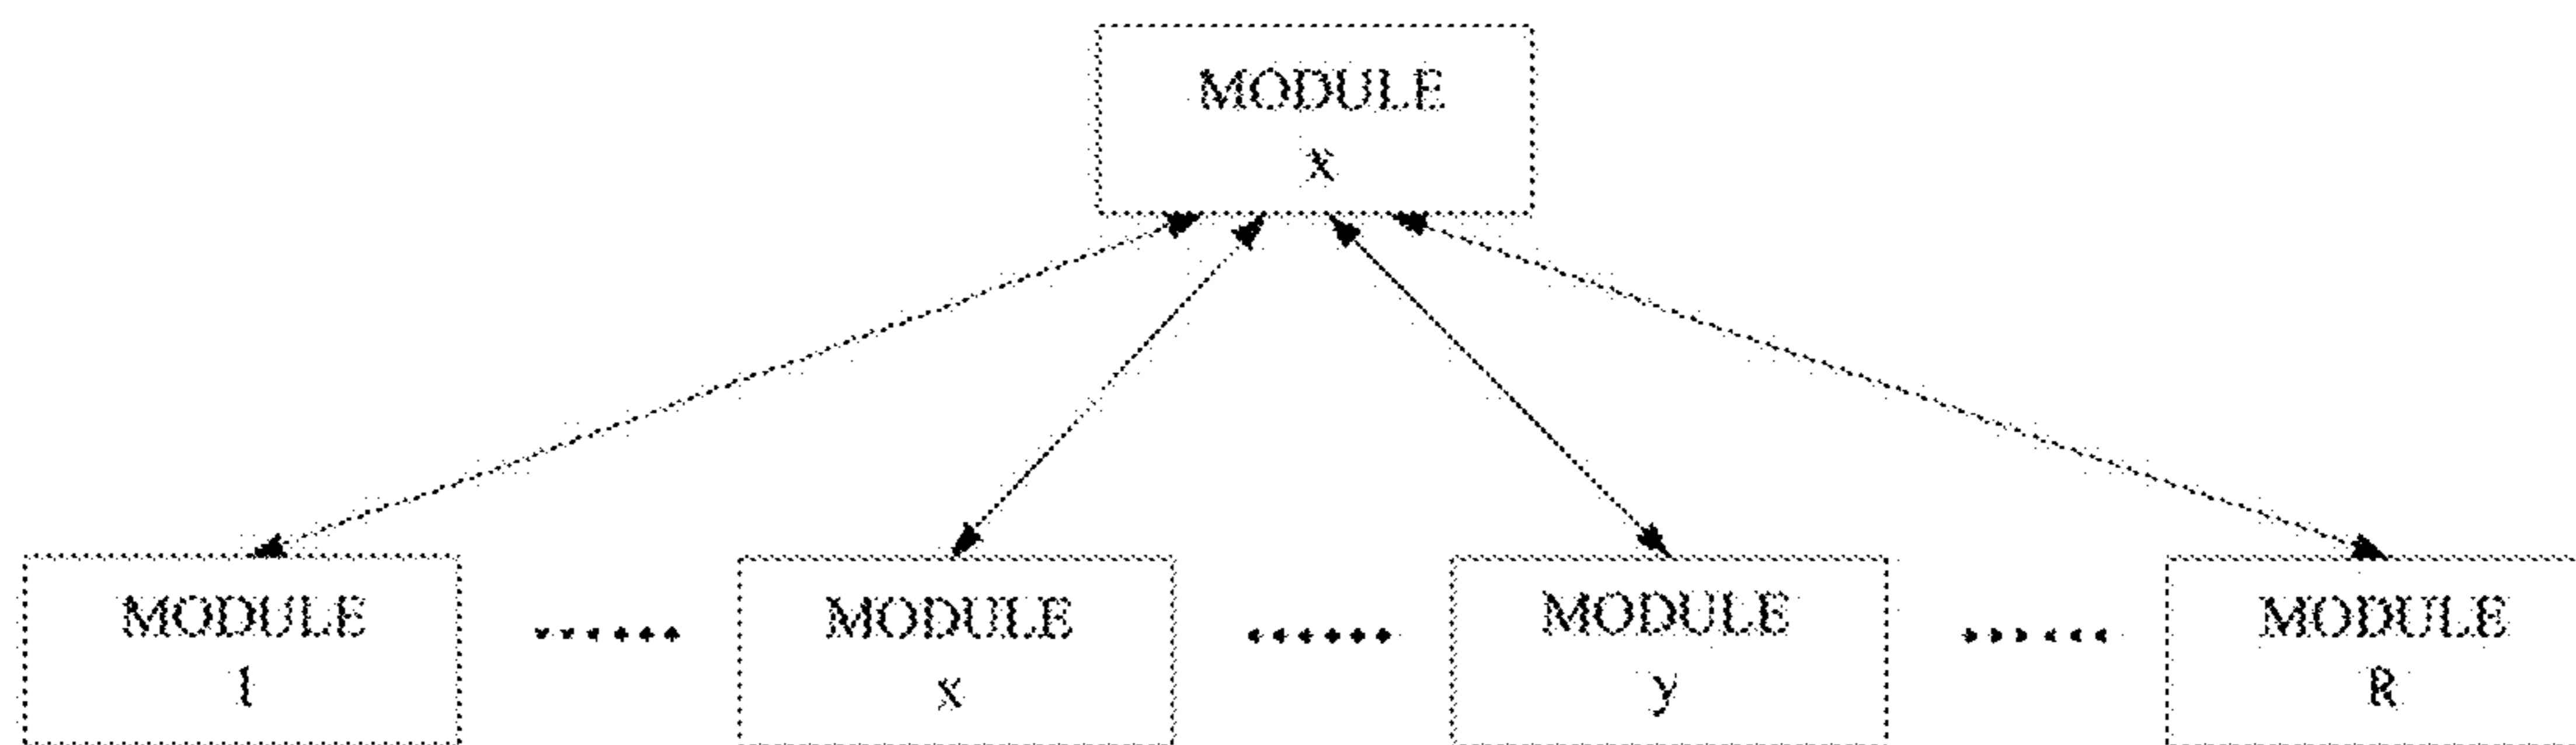 MODULE
x
MODULE
1
......
MODULE
x
......
MODULE
y
......
MODULE
R